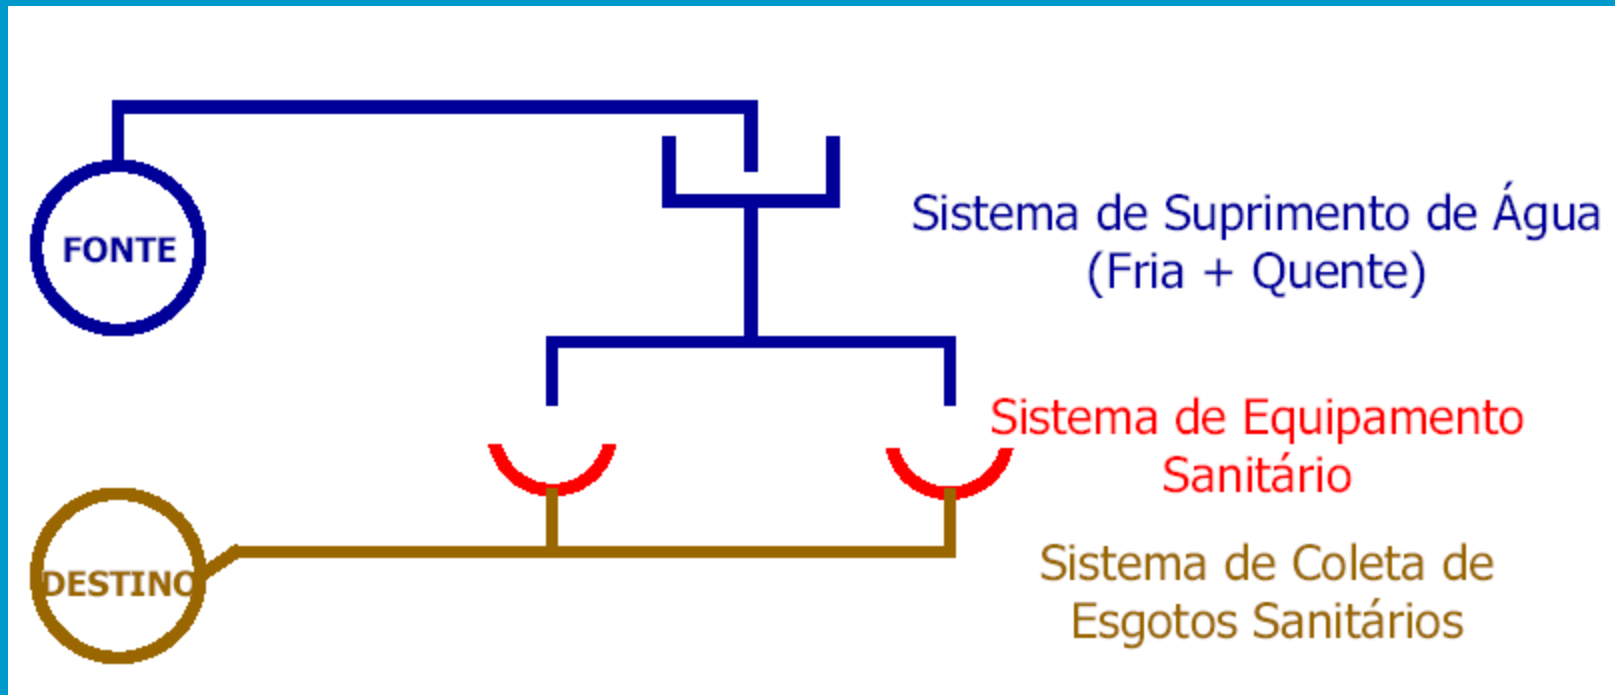 FONTE
Sistema de Suprimento de Água
(Fria + Quente)
Sistema de Equipamento
Sanitário
DESTINO
Sistema de Coleta de
Esgotos Sanitários